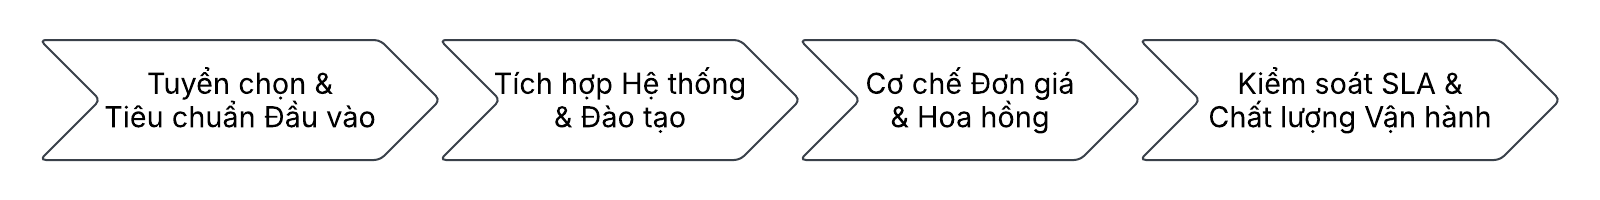 Tuyển chọn &
Tiêu chuẩn Đầu vào
Tích hợp Hệ thống
& Đào tạo
Cơ chế Đơn giá
& Hoa hồng
Kiểm soát SLA &
Chất lượng Vận hành